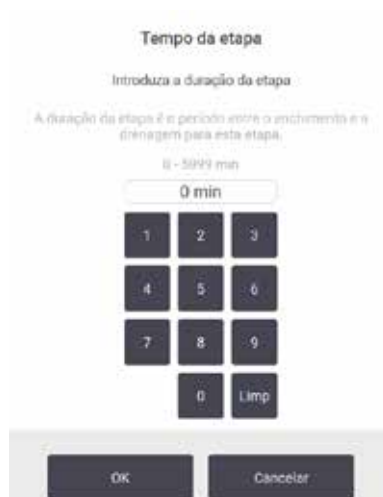 Tempo da etapa
Introduza a duração da etapa
A duração da etapa é o período entre o enchimento e a
drenagem para esta etapa.
0 - 5999 min
0 min
1 2 3
4 5 6
7 8 9
0 Limp
OK Cancelar